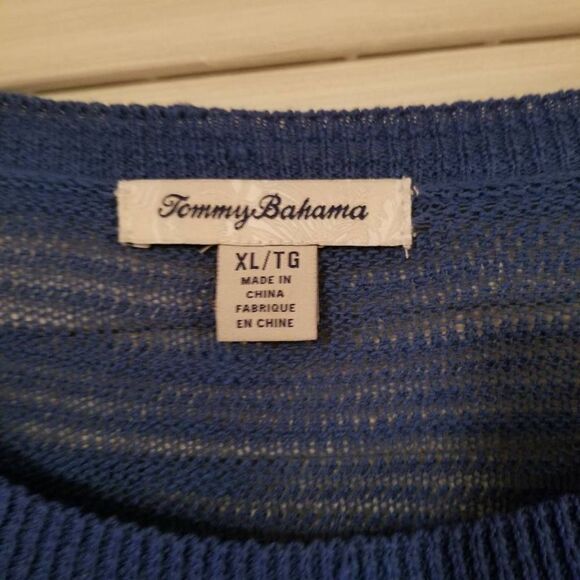 Tommy Bahama
XL/TG
MADE IN
CHINA
FABRIQUE
EN CHINE